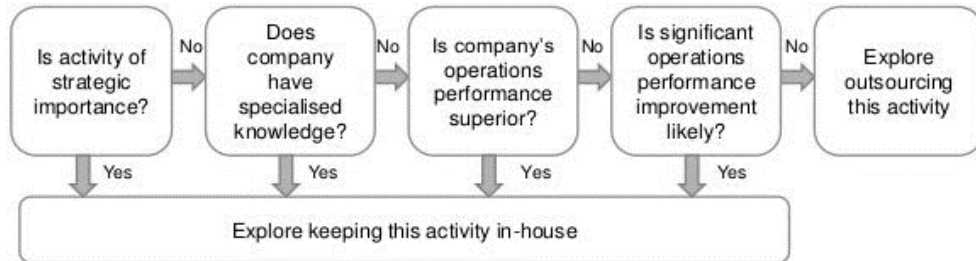 Is activity of
strategic
importance?
No
Does
company
have
specialised
knowledge?
No
Is company's
operations
performance
superior?
No
Is significant
operations
performance
improvement
likely?
No
Explore
outsourcing
this activity
Yes
Yes
Yes
Yes
Explore keeping this activity in-house